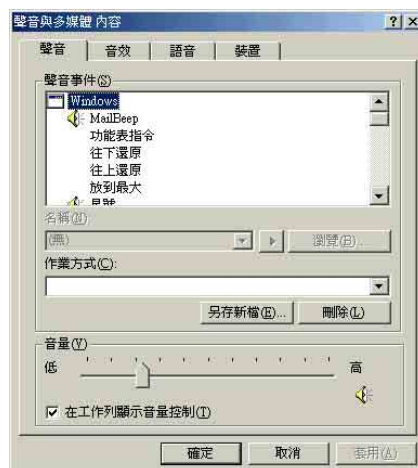 聲音與多媒體 內容
聲音 音效 語音 裝置
聲音事件(S)
Windows
MailBeep
功能表指令
往下還原
往上還原
放到最大
星號
名稱(N):
(無) 瀏覽(B)...
作業方式(C):
另存新檔(E)... 刪除(L)
音量(V)
低 高
在工作列顯示音量控制(T)
確定 取消 套用(A)